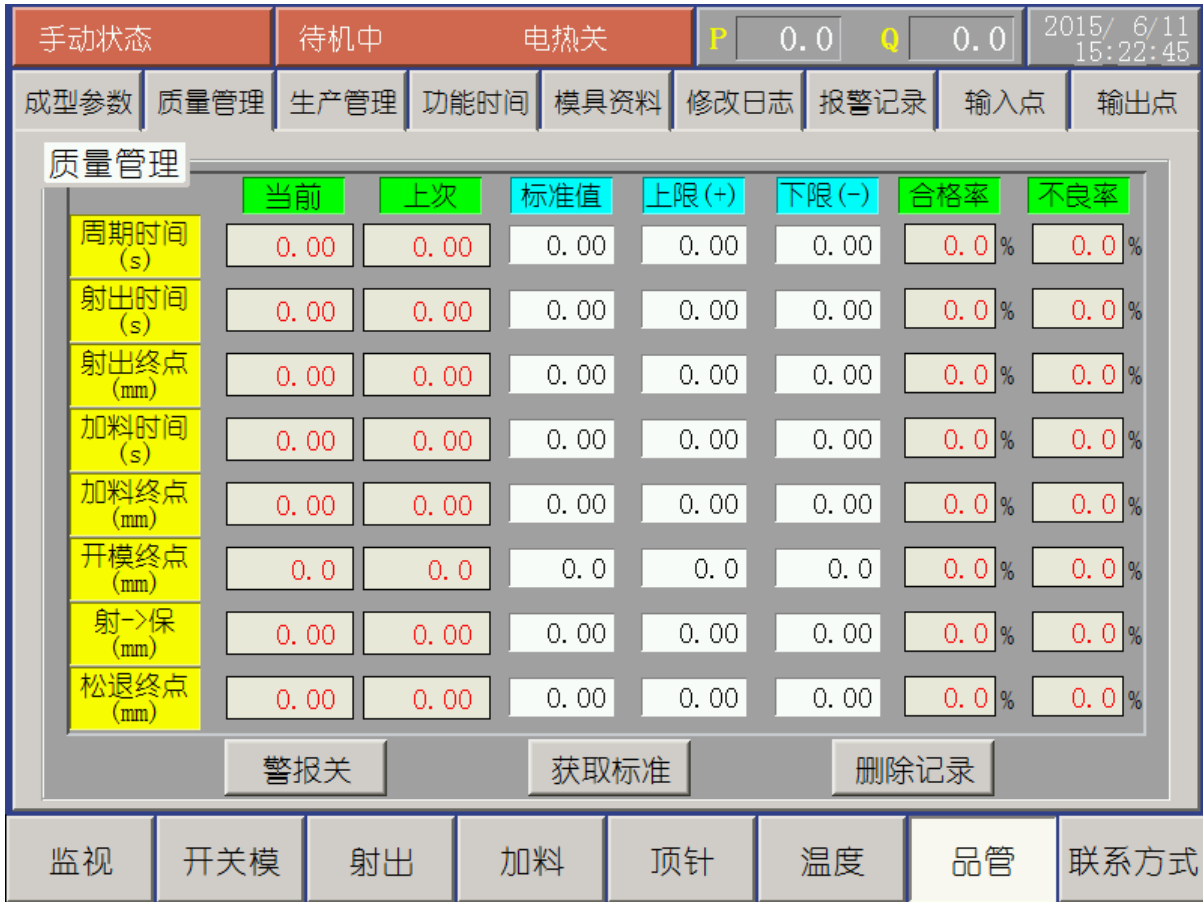 手动状态 待机中 电热关 P 0.0 Q 0.0 2015/ 6/11
15:22:45
成型参数 质量管理 生产管理 功能时间 模具资料 修改日志 报警记录 输入点 输出点
质量管理
当前 上次 标准值 上限(+) 下限(-) 合格率 不良率
周期时间
(s) 0.00 0.00 0.00 0.00 0.00 0.0 % 0.0 %
射出时间
(s) 0.00 0.00 0.00 0.00 0.00 0.0 % 0.0 %
射出终点
(mm) 0.00 0.00 0.00 0.00 0.00 0.0 % 0.0 %
加料时间
(s) 0.00 0.00 0.00 0.00 0.00 0.0 % 0.0 %
加料终点
(mm) 0.00 0.00 0.00 0.00 0.00 0.0 % 0.0 %
开模终点
(mm) 0.0 0.0 0.0 0.0 0.0 0.0 % 0.0 %
射->保
(mm) 0.00 0.00 0.00 0.00 0.00 0.0 % 0.0 %
松退终点
(mm) 0.00 0.00 0.00 0.00 0.00 0.0 % 0.0 %
警报关 获取标准 删除记录
监视 开关模 射出 加料 顶针 温度 品管 联系方式